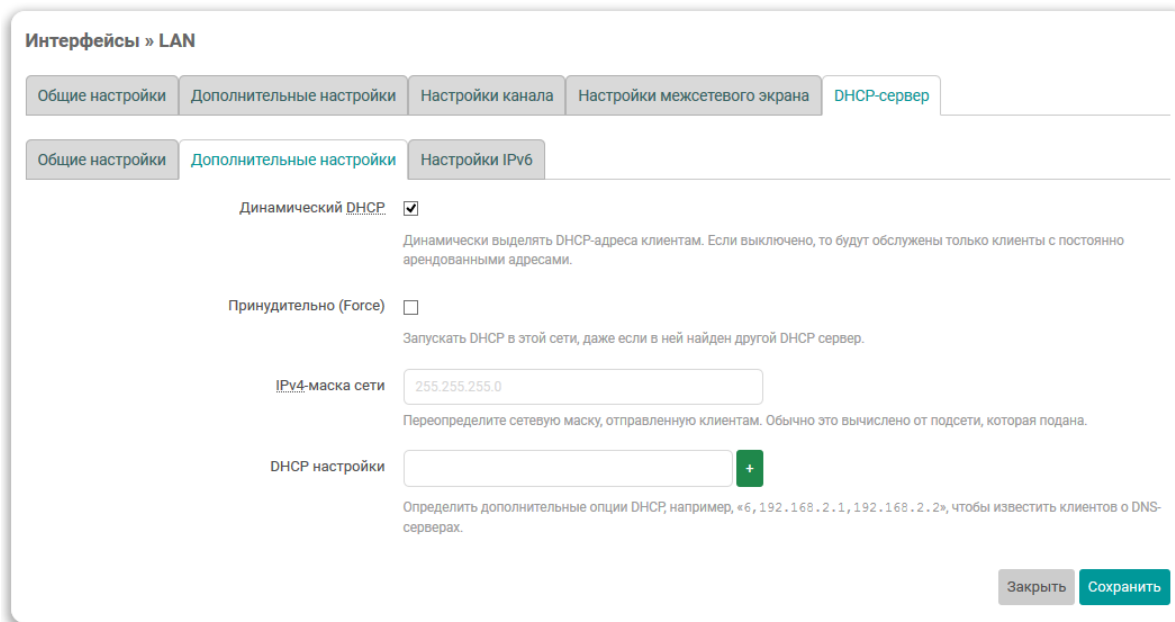 Интерфейсы » LAN
Общие настройки Дополнительные настройки Настройки канала Настройки межсетевого экрана DHCP-сервер
Общие настройки Дополнительные настройки Настройки IPv6
Динамический DHCP
Динамически выделять DHCP-адреса клиентам. Если выключено, то будут обслужены только клиенты с постоянно
арендованными адресами.
Принудительно (Force)
Запускать DHCP в этой сети, даже если в ней найден другой DHCP сервер.
IPv4-маска сети 255.255.255.0
Переопределите сетевую маску, отправленную клиентам. Обычно это вычислено от подсети, которая подана.
DHCP настройки +
Определить дополнительные опции DHCP, например, «6,192.168.2.1,192.168.2.2», чтобы известить клиентов о DNS-
серверах.
Закрыть Сохранить